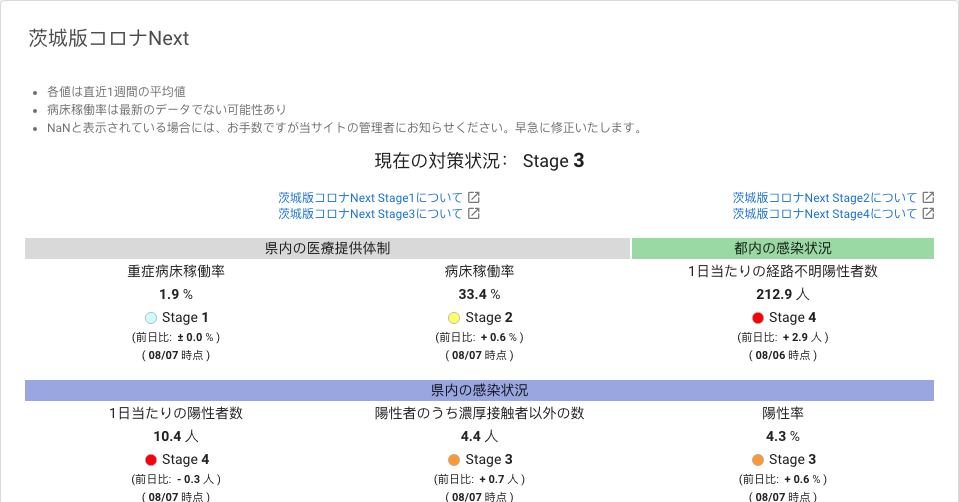 茨城版コロナNext
各値は直近1週間の平均値
病床稼働率は最新のデータでない可能性あり
NaNと表示されている場合には、お手数ですが当サイトの管理者にお知らせください。早急に修正いたします。
現在の対策状況： Stage 3
茨城版コロナNext Stage1について
茨城版コロナNext Stage2について
茨城版コロナNext Stage3について
茨城版コロナNext Stage4について
県内の医療提供体制
都内の感染状況
重症病床稼働率
病床稼働率
1日当たりの経路不明陽性者数
1.9 %
33.4 %
212.9 人
Stage 1
Stage 2
Stage 4
(前日比: ± 0.0 % )
(前日比: + 0.6 % )
(前日比: + 2.9 人 )
( 08/07 時点 )
( 08/07 時点 )
( 08/06 時点 )
県内の感染状況
1日当たりの陽性者数
陽性者のうち濃厚接触者以外の数
陽性率
10.4 人
4.4 人
4.3 %
Stage 4
Stage 3
Stage 3
(前日比: - 0.3 人 )
(前日比: + 0.7 人 )
(前日比: + 0.6 % )
( 08/07 時点 )
( 08/07 時点 )
( 08/07 時点 )